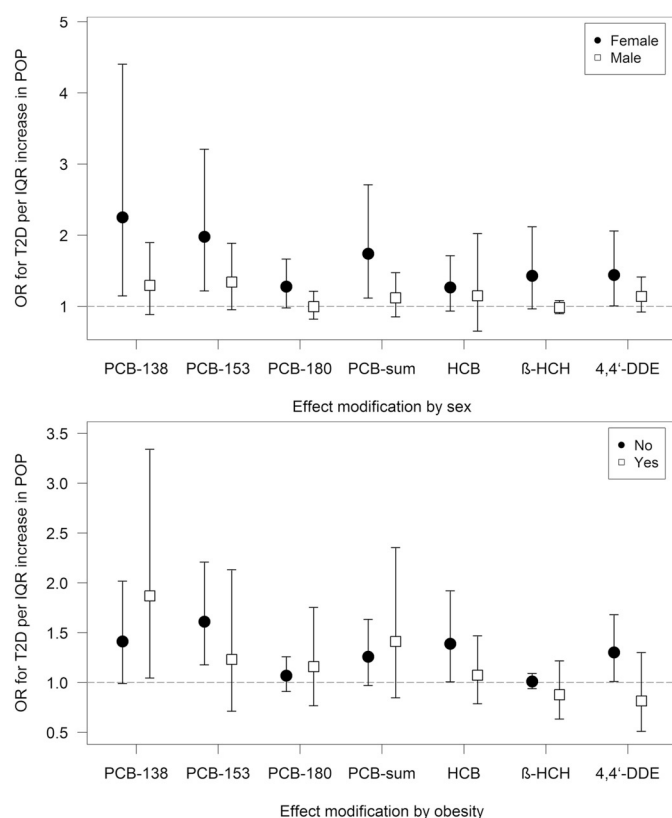 OR for T2D per IQR increase in POP
5
4
3
2
1
Female
Male
PCB-138 PCB-153 PCB-180 PCB-sum HCB ß-HCH 4,4‘-DDE
Effect modification by sex
OR for T2D per IQR increase in POP
3.5
3.0
2.5
2.0
1.5
1.0
0.5
No
Yes
PCB-138 PCB-153 PCB-180 PCB-sum HCB ß-HCH 4,4‘-DDE
Effect modification by obesity